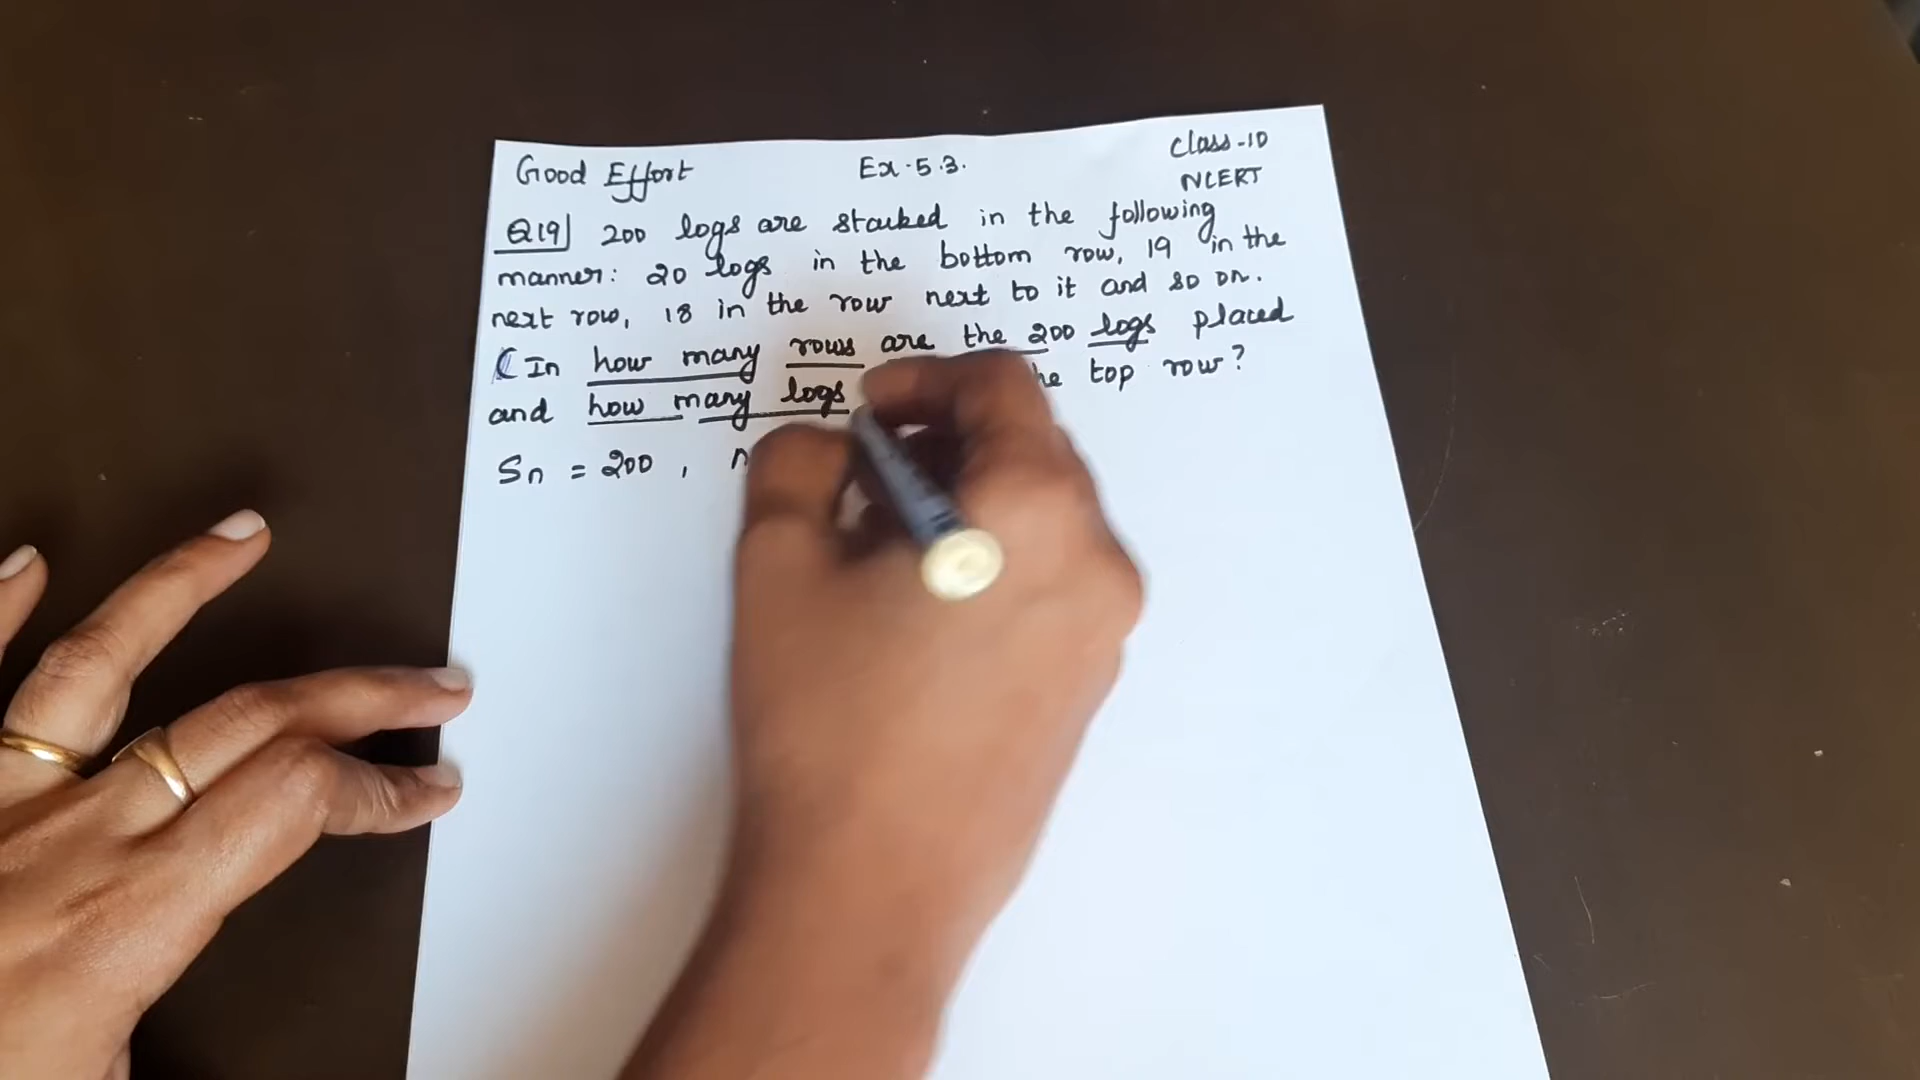 Good Effort
Ex.5.3.
Class-10
NCERT
Q19 200 logs are stacked in the following
manner: 20 logs in the bottom row, 19 in the
next row, 18 in the row next to it and so on.
(In how many rows are the 200 logs placed
and how many logs top row?
Sn = 200 , n